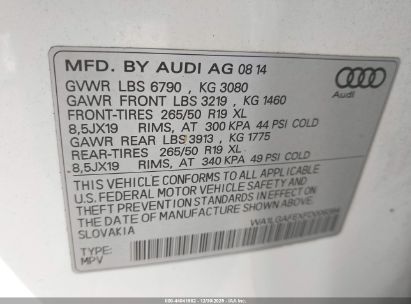 MFD. BY AUDI AG 08 14
GVWR LBS 6790 , KG 3080
GAWR FRONT LBS 3219 , KG 1460
FRONT-TIRES 265/50 R19 XL
8,5JX19 RIMS, AT 300 KPA 44 PSI COLD
GAWR REAR LBS 3913 , KG 1775
REAR-TIRES 265/50 R19 XL
8,5JX19 RIMS, AT 340 KPA 49 PSI COLD
THIS VEHICLE CONFORMS TO ALL APPLICABLE
U.S. FEDERAL MOTOR VEHICLE SAFETY AND
THEFT PREVENTION STANDARDS IN EFFECT ON
THE DATE OF MANUFACTURE SHOWN ABOVE.
SLOVAKIA
TYPE:
MPV
Audi